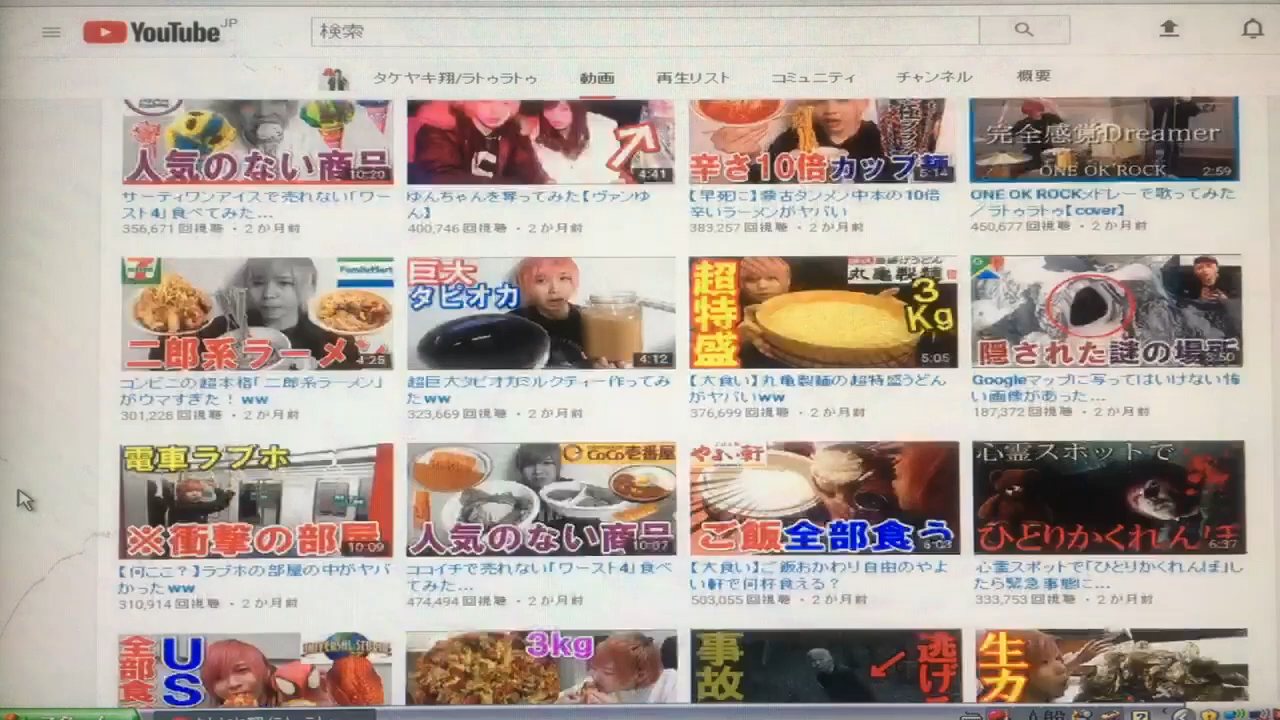 YouTube JP
検索
タケヤキ翔/ラトゥラトゥ 動画 再生リスト コミュニティ チャンネル 概要
人気のない商品
10:20
4:41
辛さ10倍カップ麺
5:14
完全感覚Dreamer
ONE OK ROCK
2:59
サーティワンアイスで売れない「ワースト4」食べてみた...
356,671 回視聴 ・ 2 か月前
ゆんちゃんを奪ってみた【ヴァンゆん】
400,746 回視聴 ・ 2 か月前
【早死に】蒙古タンメン中本の10倍辛いラーメンがヤバい
383,257 回視聴 ・ 2 か月前
ONE OK ROCKメドレーで歌ってみた／ラトゥラトゥ【cover】
450,677 回視聴 ・ 2 か月前
FamilyMart
二郎系ラーメン
4:25
巨大
タピオカ
4:12
超特盛
丸亀製麺
3Kg
5:05
隠された謎の場所
3:50
コンビニの超本格「二郎系ラーメン」がウマすぎた！ww
301,228 回視聴 ・ 2 か月前
超巨大タピオカミルクティー作ってみたww
323,669 回視聴 ・ 2 か月前
【大食い】丸亀製麺の超特盛うどんがヤバいww
376,699 回視聴 ・ 2 か月前
Googleマップに写ってはいけない怖い画像があった...
187,372 回視聴 ・ 2 か月前
電車ラブホ
※衝撃の部屋
10:09
CoCo壱番屋
人気のない商品
10:07
やよい軒
ご飯全部食う
心霊スポットで
ひとりかくれんぼ
6:37
【何ここ？】ラブホの部屋の中がヤバかったww
310,914 回視聴 ・ 2 か月前
ココイチで売れない「ワースト4」食べてみた...
474,494 回視聴 ・ 2 か月前
【大食い】ご飯おかわり自由のやよい軒で何杯食える？
503,055 回視聴 ・ 2 か月前
心霊スポットで「ひとりかくれんぼ」したら緊急事態に...
333,753 回視聴 ・ 2 か月前
全部食
US
3kg
事故
逃げ
生